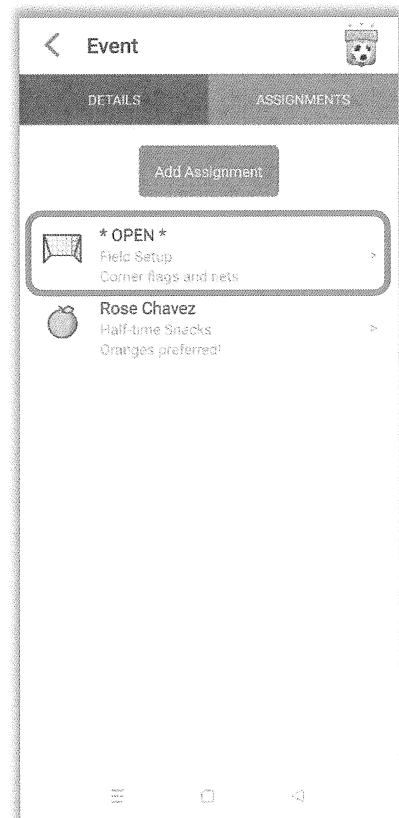 Event
DETAILS
ASSIGNMENTS
Add Assignment
* OPEN *
Field Setup
Corner flags and nets
Rose Chavez
Half-time Snacks
Oranges preferred!